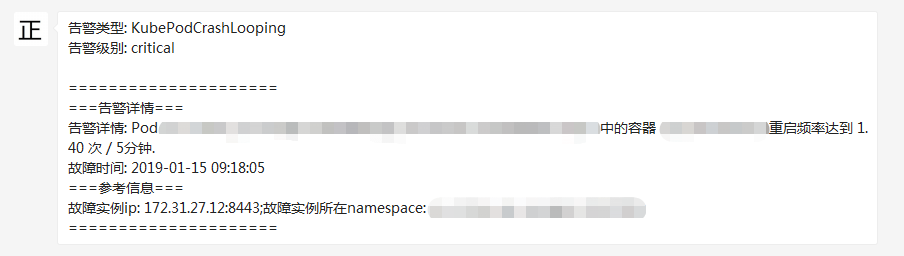 正
告警类型: KubePodCrashLooping
告警级别: critical
=====================
===告警详情===
告警详情: Pod 中的容器 重启频率达到 1.
40 次 / 5分钟.
故障时间: 2019-01-15 09:18:05
===参考信息===
故障实例ip: 172.31.27.12:8443;故障实例所在namespace:
=====================